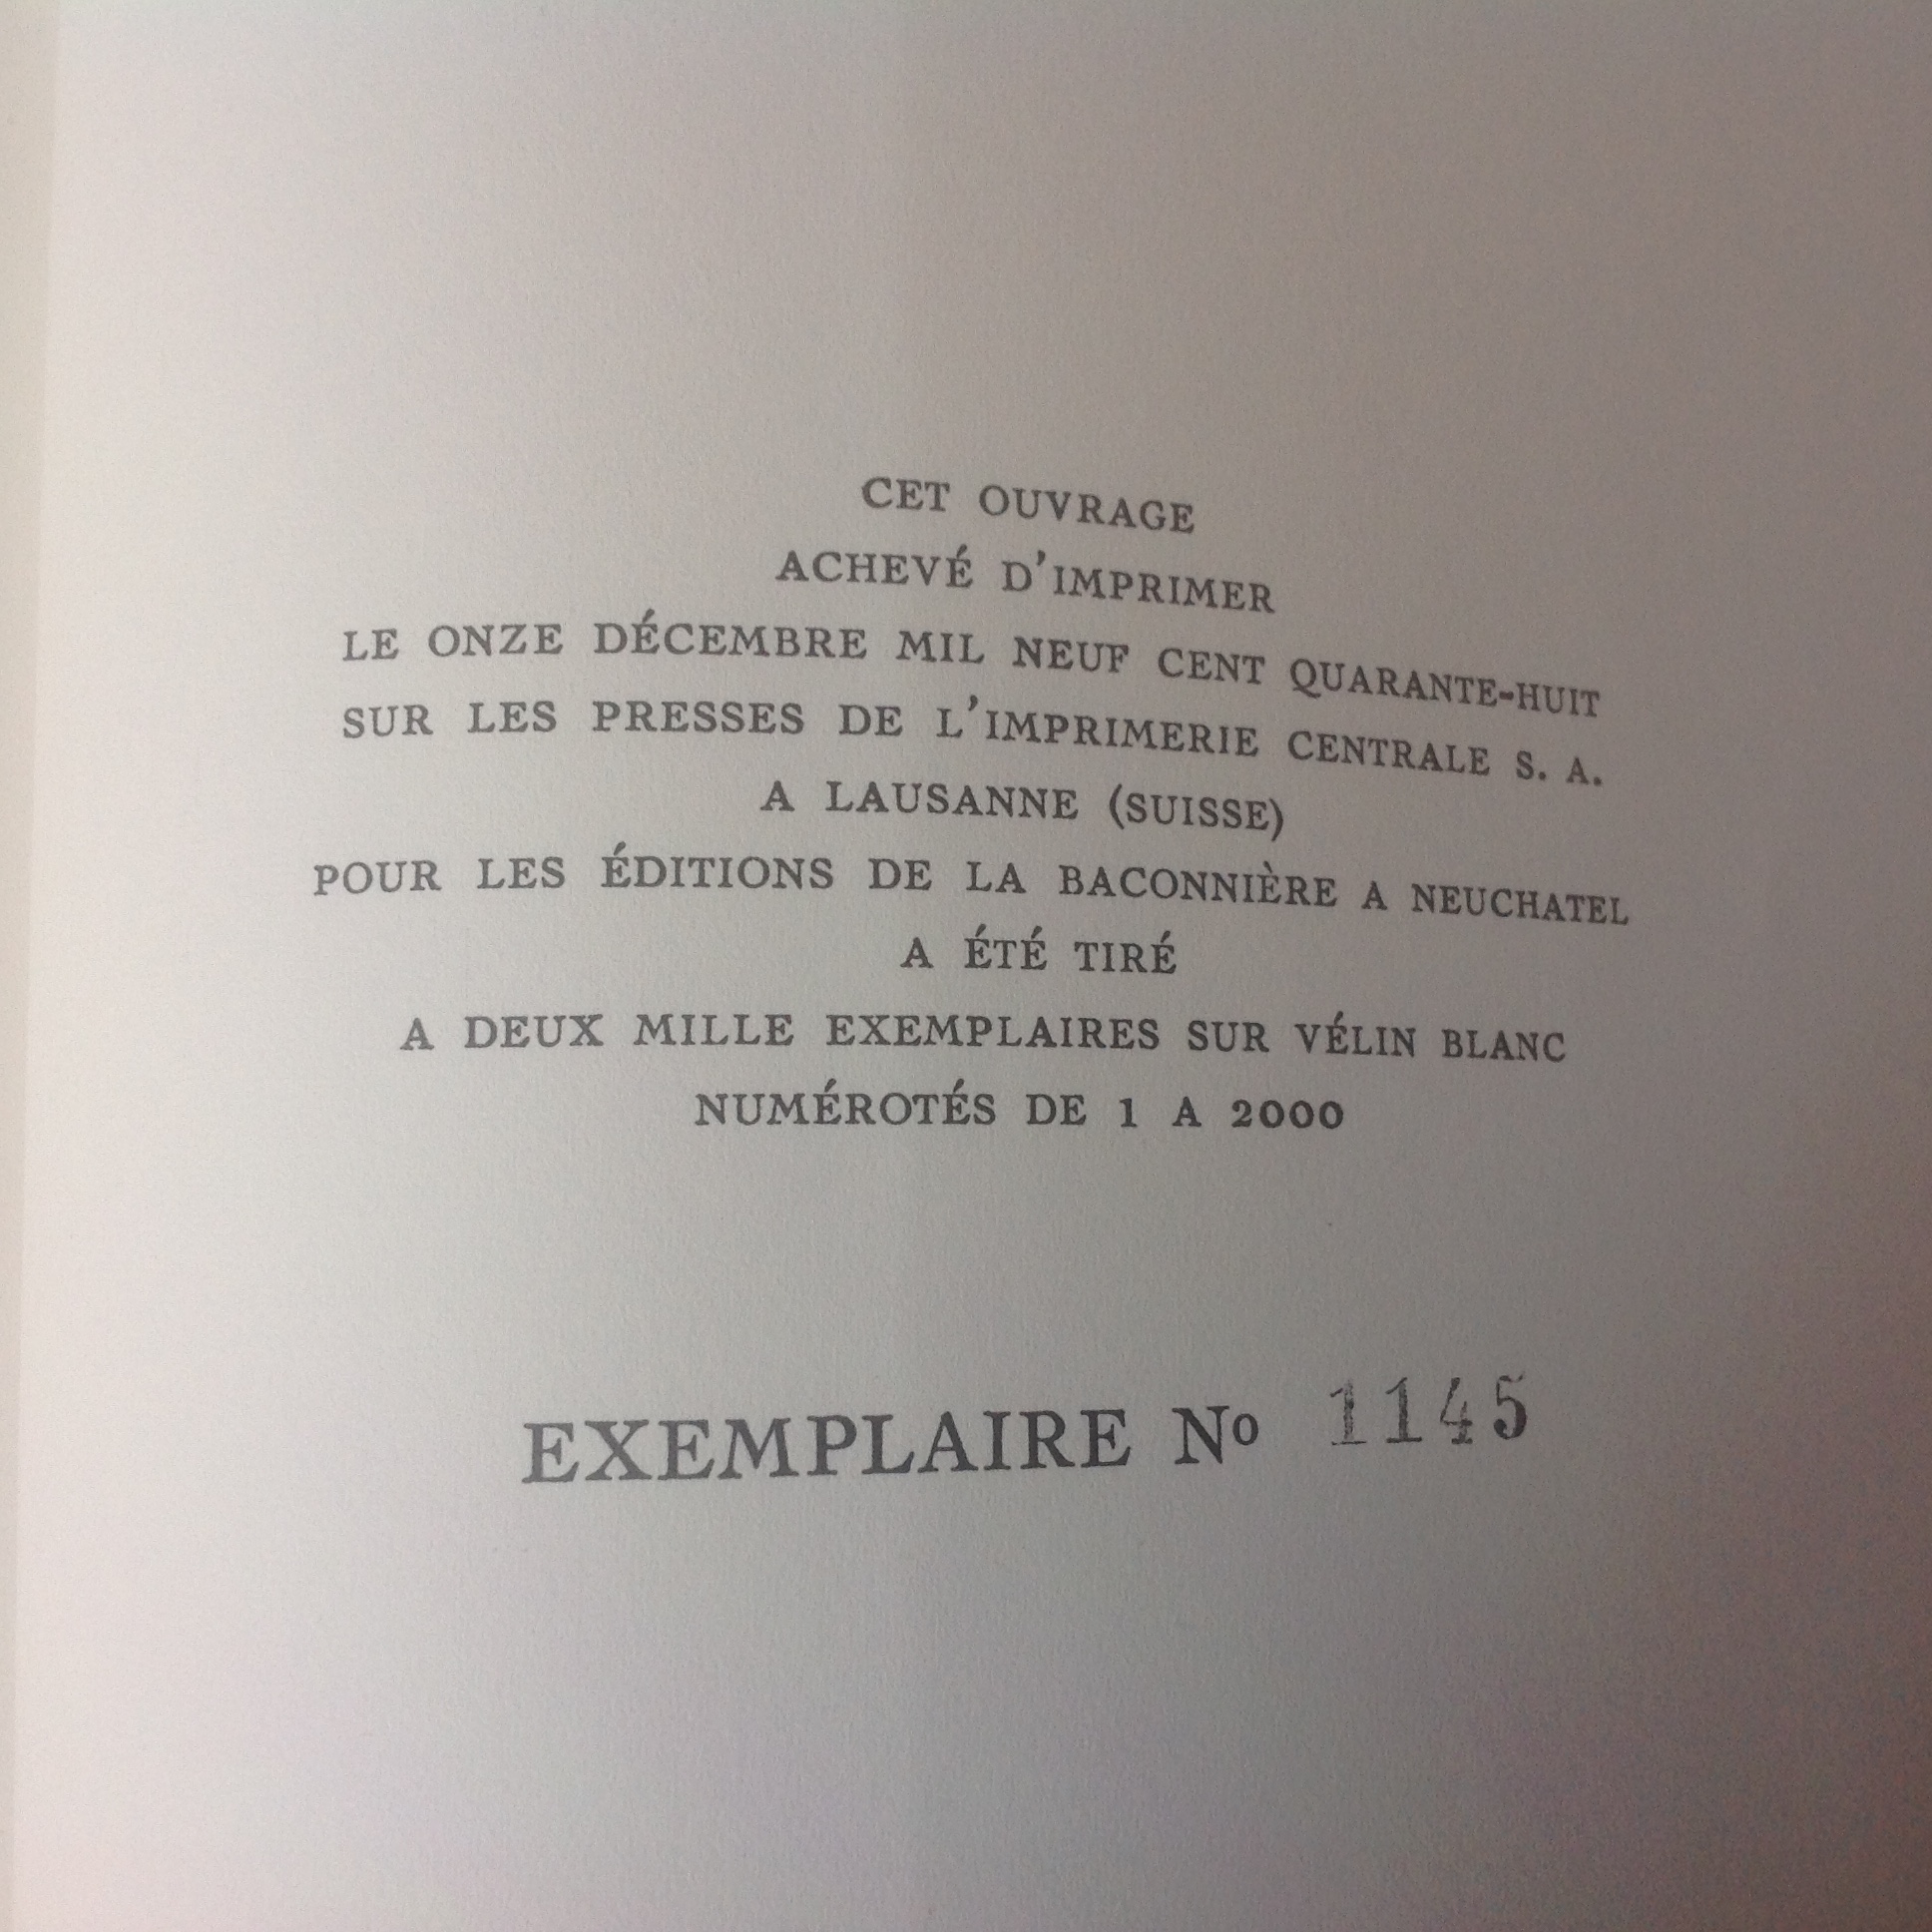 CET OUVRAGE
ACHEVÉ D'IMPRIMER
LE ONZE DÉCEMBRE MIL NEUF CENT QUARANTE-HUIT
SUR LES PRESSES DE L'IMPRIMERIE CENTRALE S. A.
A LAUSANNE (SUISSE)
POUR LES ÉDITIONS DE LA BACONNIÈRE A NEUCHATEL
A ÉTÉ TIRÉ
A DEUX MILLE EXEMPLAIRES SUR VÉLIN BLANC
NUMÉROTÉS DE 1 A 2000
EXEMPLAIRE No 1145